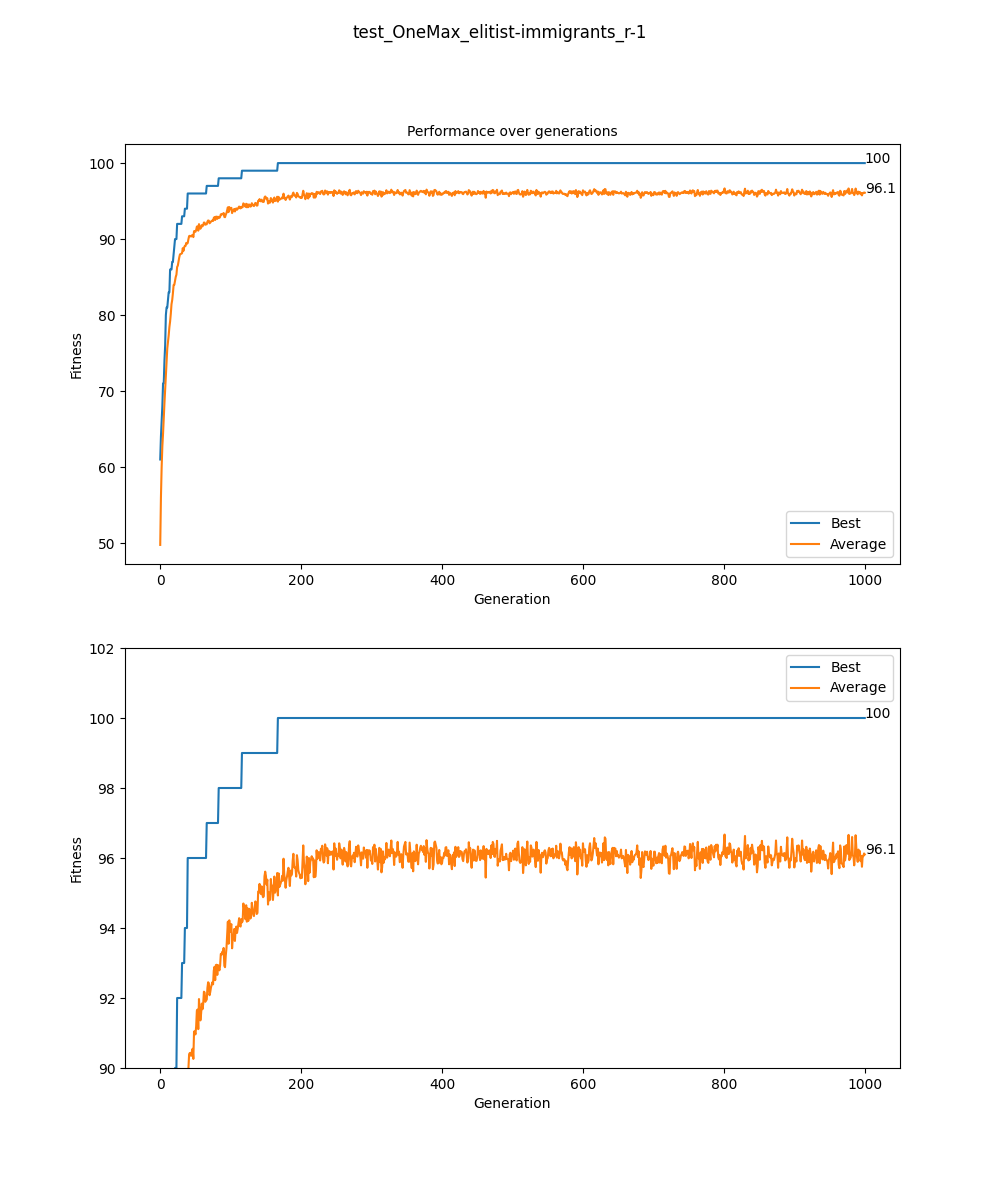 test_OneMax_elitist-immigrants_r-1
Performance over generations
100
96.1
100
90
80
70
60
50
Fitness
Best
Average
0 200 400 600 800 1000
Generation
102
100
98
96
94
92
90
Fitness
Best
Average
100
96.1
0 200 400 600 800 1000
Generation